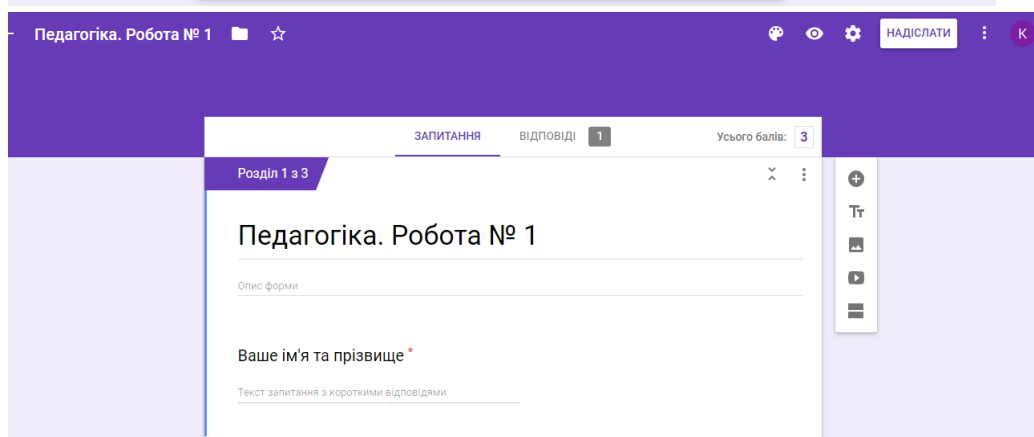 Педагогіка. Робота № 1
НАДІСЛАТИ
К
ЗАПИТАННЯ
ВІДПОВІДІ 1
Усього балів: 3
Розділ 1 з 3
Тт
Педагогіка. Робота № 1
Опис форми
Ваше ім'я та прізвище *
Текст запитання з короткими відповідями